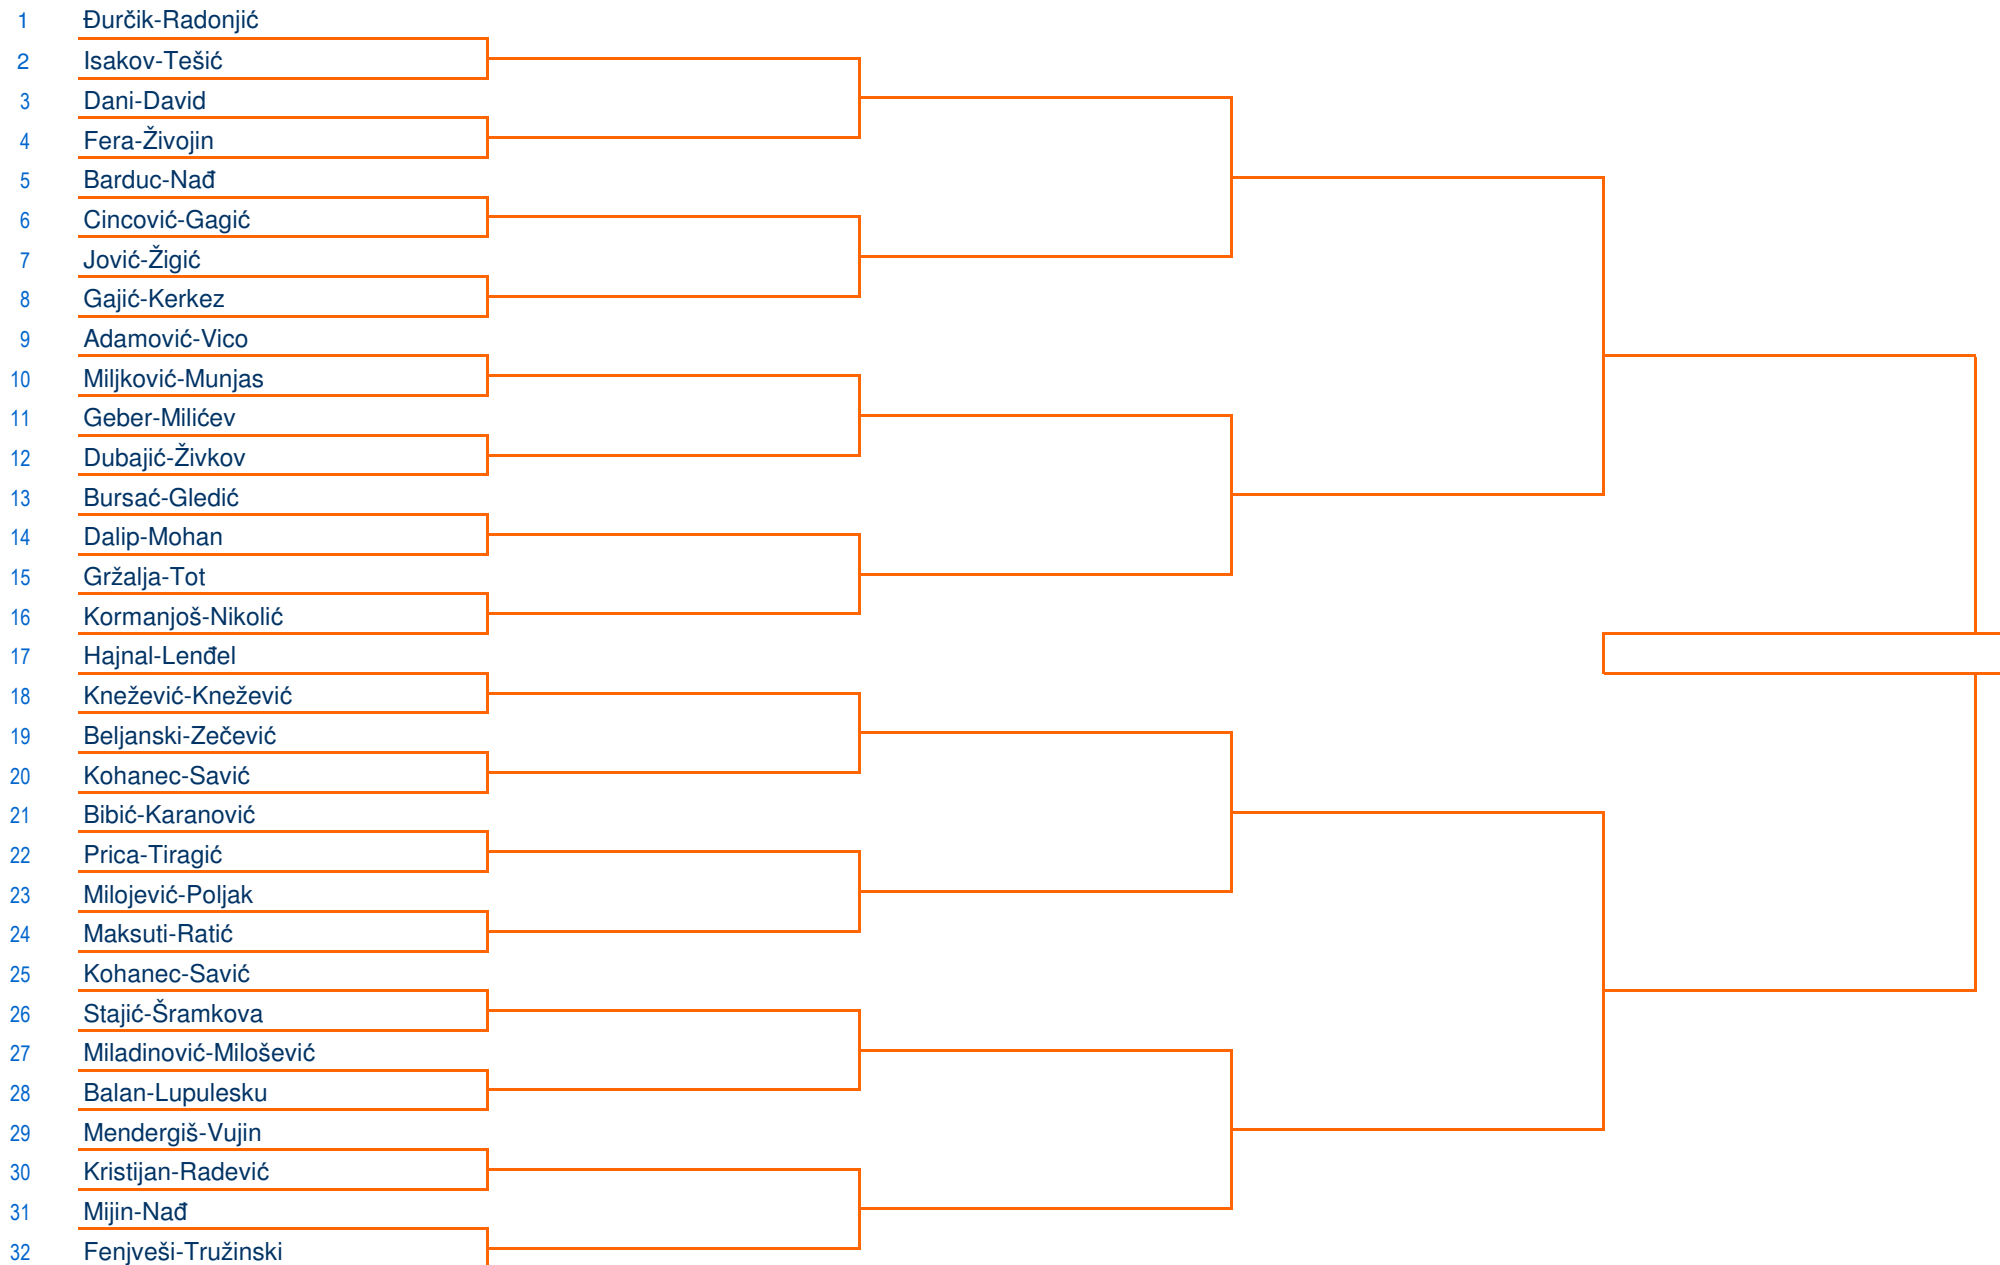 1 Đurčik-Radonjić
2 Isakov-Tešić
3 Dani-David
4 Fera-Živojin
5 Barduc-Nađ
6 Cincović-Gagić
7 Jović-Žigić
8 Gajić-Kerkez
9 Adamović-Vico
10 Miljković-Munjas
11 Geber-Milićev
12 Dubajić-Živkov
13 Bursać-Gledić
14 Dalip-Mohan
15 Gržalja-Tot
16 Kormanjoš-Nikolić
17 Hajnal-Lenđel
18 Knežević-Knežević
19 Beljanski-Zečević
20 Kohanec-Savić
21 Bibić-Karanović
22 Prica-Tiragić
23 Milojević-Poljak
24 Maksuti-Ratić
25 Kohanec-Savić
26 Stajić-Šramkova
27 Miladinović-Milošević
28 Balan-Lupulesku
29 Mendergiš-Vujin
30 Kristijan-Radević
31 Mijin-Nađ
32 Fenjveši-Tružinski